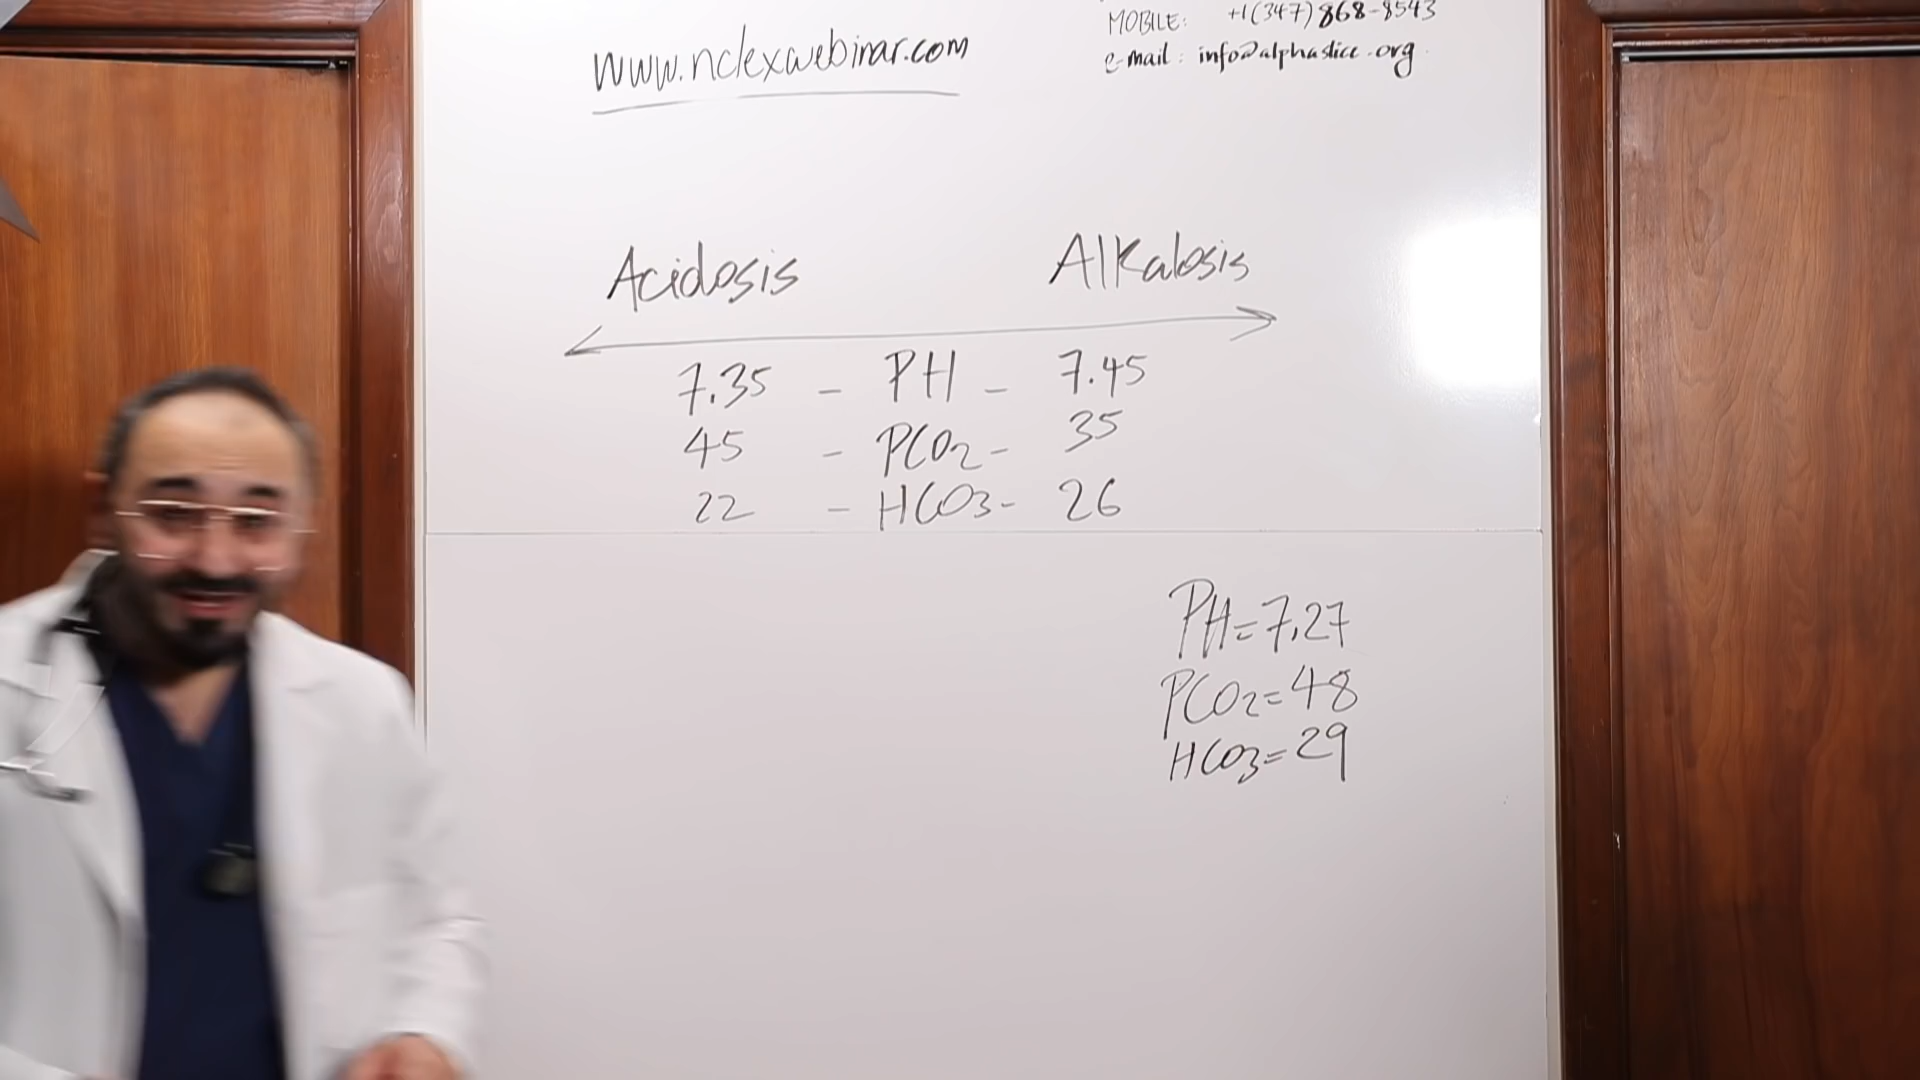 www.nclexwebinar.com
MOBILE: +1(347)868-8543
e-mail: info@alphaslice.org
Acidosis Alkalosis
7.35 - PH - 7.45
45 - PCO2 - 35
22 - HCO3 - 26
PH=7.27
PCO2=48
HCO3=29